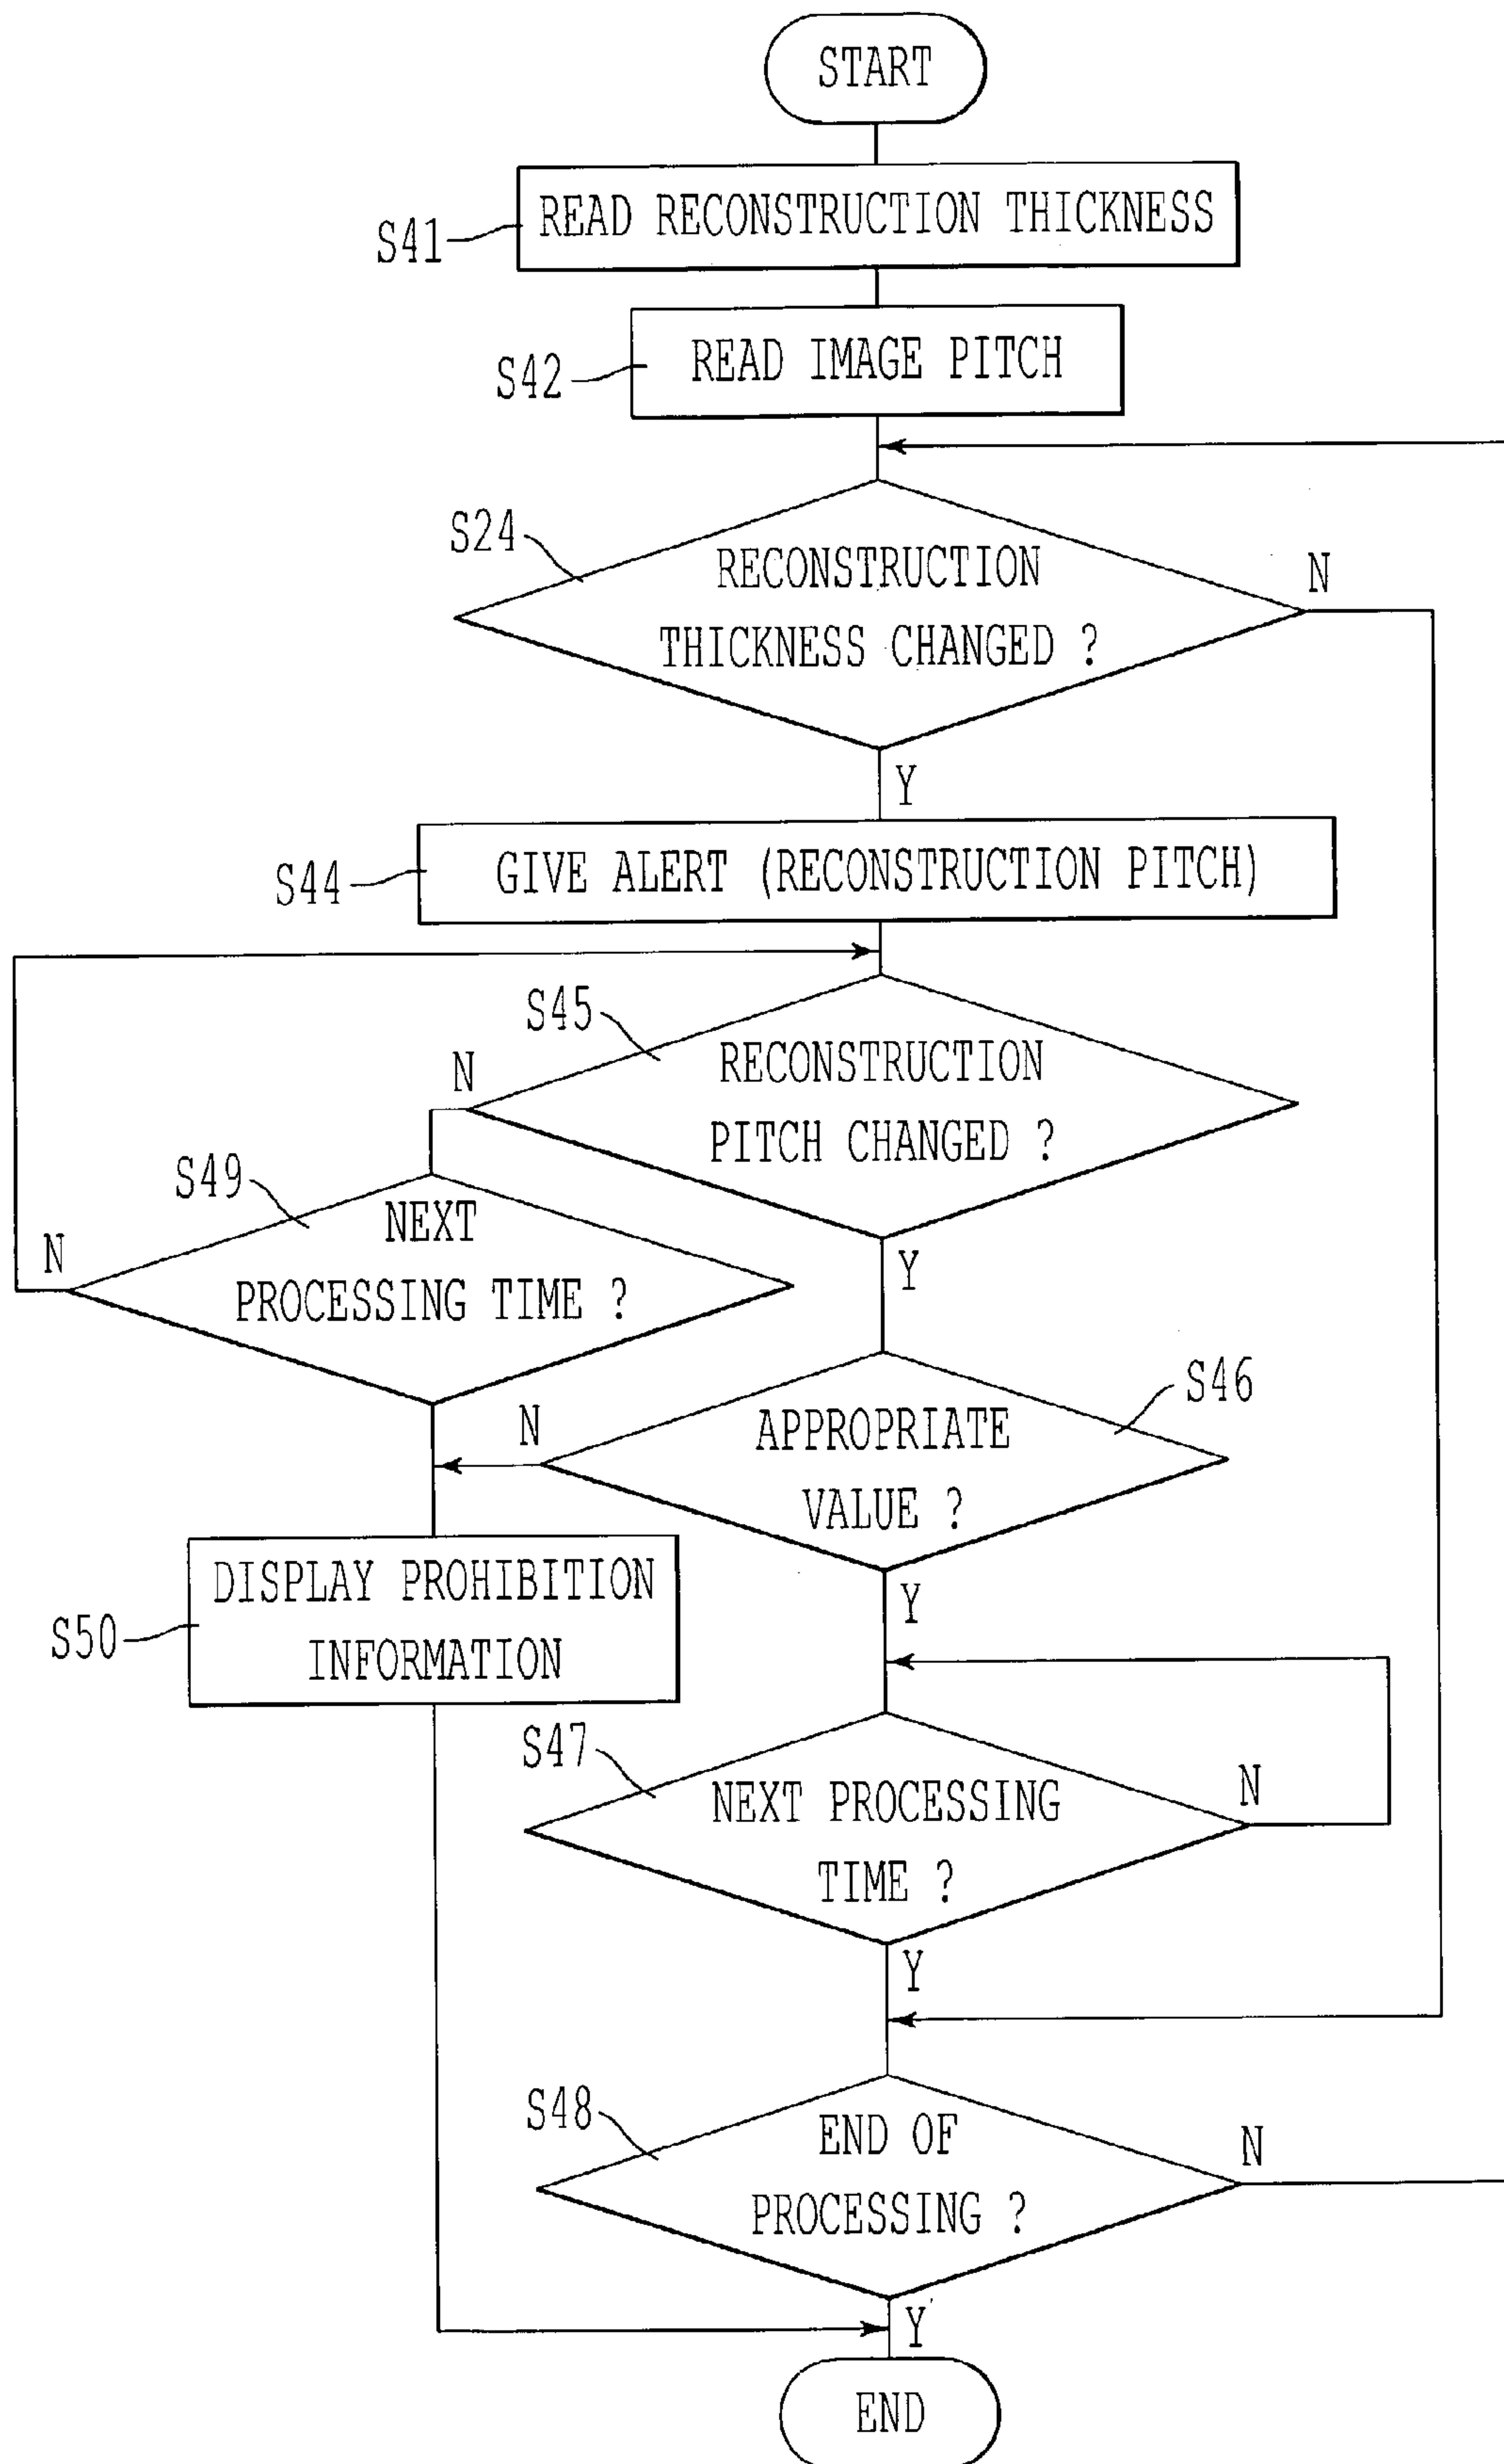 START
S41
READ RECONSTRUCTION THICKNESS
S42
READ IMAGE PITCH
S24
RECONSTRUCTION
THICKNESS CHANGED ?
N
Y
S44
GIVE ALERT (RECONSTRUCTION PITCH)
S45
RECONSTRUCTION
PITCH CHANGED ?
N
Y
S49
NEXT
PROCESSING TIME ?
N
S46
APPROPRIATE
VALUE ?
N
Y
S50
DISPLAY PROHIBITION
INFORMATION
S47
NEXT PROCESSING
TIME ?
N
Y
S48
END OF
PROCESSING ?
N
Y
END